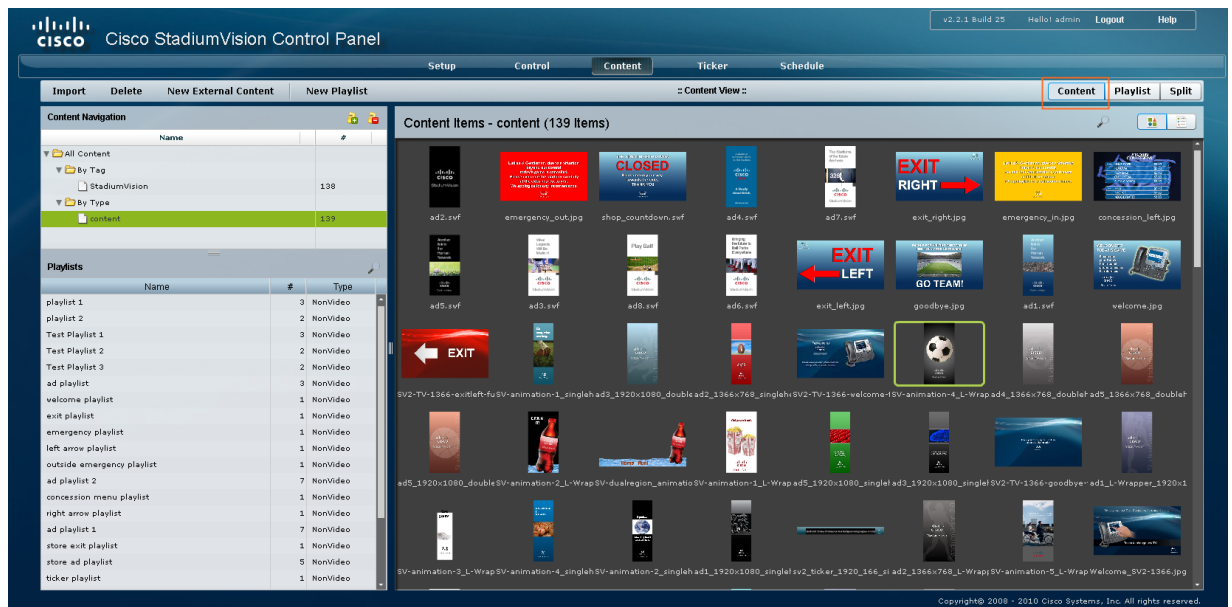 v2.2.1 Build 25 Hello! admin Logout Help
CISCO Cisco StadiumVision Control Panel
Setup Control Content Ticker Schedule
Import Delete New External Content New Playlist :: Content View :: Content Playlist Split
Content Navigation
Name #
All Content
By Tag
StadiumVision 138
By Type
content 139
Playlists
Name # Type
playlist 1 3 NonVideo
playlist 2 2 NonVideo
Test Playlist 1 3 NonVideo
Test Playlist 2 2 NonVideo
Test Playlist 3 2 NonVideo
ad playlist 3 NonVideo
welcome playlist 1 NonVideo
exit playlist 1 NonVideo
emergency playlist 1 NonVideo
left arrow playlist 1 NonVideo
outside emergency playlist 1 NonVideo
ad playlist 2 7 NonVideo
concession menu playlist 1 NonVideo
right arrow playlist 1 NonVideo
ad playlist 1 7 NonVideo
store exit playlist 1 NonVideo
store ad playlist 5 NonVideo
ticker playlist 1 NonVideo
Content Items - content (139 Items)
CLOSED
EXIT
RIGHT
ad2.swf emergency_out.jpg shop_countdown.swf ad4.swf ad7.swf exit_right.jpg emergency_in.jpg concession_left.jpg
Play Ball
EXIT
LEFT
GO TEAM!
ad5.swf ad3.swf ad8.swf ad6.swf exit_left.jpg goodbye.jpg ad1.swf welcome.jpg
EXIT
SV2-TV-1366-exitleft-fu SV-animation-1_singleh ad3_1920x1080_double ad2_1366x768_singleh SV2-TV-1366-welcome-f SV-animation-4_L-Wrap ad4_1366x768_doubleh ad5_1366x768_doubleh
ad5_1920x1080_double SV-animation-2_L-Wrap SV-dualregion_animatio SV-animation-1_L-Wrap ad5_1920x1080_singlel ad3_1920x1080_singlel SV2-TV-1366-goodbye- ad1_L-Wrapper_1920x1
SV-animation-3_L-Wrap SV-animation-4_singleh SV-animation-2_singleh ad1_1920x1080_singlel sv2_ticker_1920_166_si ad2_1366x768_L-Wrap SV-animation-5_L-Wrap Welcome_SV2-1366.jpg
Copyright© 2008 - 2010 Cisco Systems, Inc. All rights reserved.